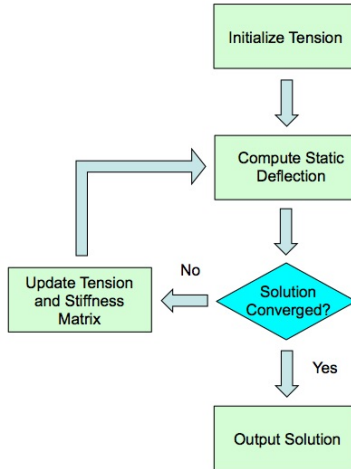 Initialize Tension
Compute Static
Deflection
No
Update Tension
and Stiffness
Matrix
Solution
Converged?
Yes
Output Solution